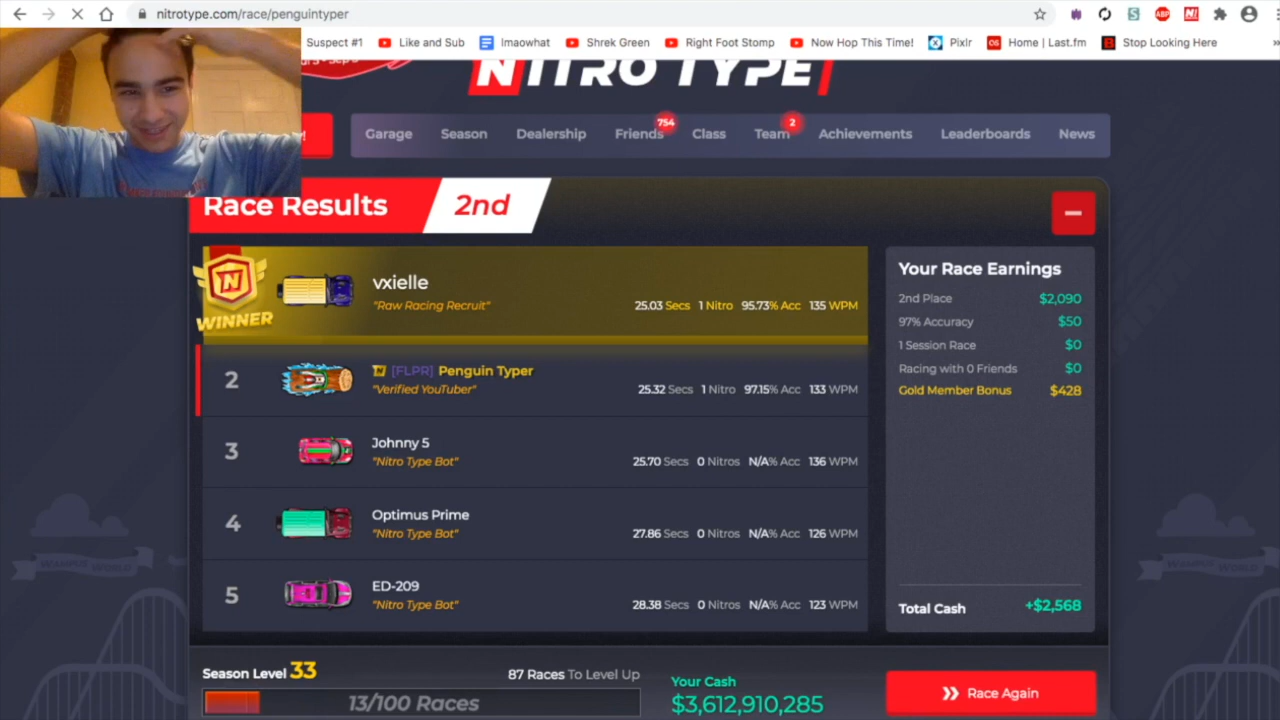 nitrotype.com/race/penguintyper
Suspect #1 Like and Sub lmaowhat Shrek Green Right Foot Stomp Now Hop This Time! Pixlr Home | Last.fm Stop Looking Here
NITRO TYPE
Garage Season Dealership Friends 754 Class Team 2 Achievements Leaderboards News
Race Results 2nd
WINNER
vxielle
"Raw Racing Recruit" 25.03 Secs 1 Nitro 95.73% Acc 135 WPM
2 [FLPR] Penguin Typer
"Verified YouTuber" 25.32 Secs 1 Nitro 97.15% Acc 133 WPM
3 Johnny 5
"Nitro Type Bot" 25.70 Secs 0 Nitros N/A% Acc 136 WPM
4 Optimus Prime
"Nitro Type Bot" 27.86 Secs 0 Nitros N/A% Acc 126 WPM
5 ED-209
"Nitro Type Bot" 28.38 Secs 0 Nitros N/A% Acc 123 WPM
Your Race Earnings
2nd Place $2,090
97% Accuracy $50
1 Session Race $0
Racing with 0 Friends $0
Gold Member Bonus $428
Total Cash +$2,568
Season Level 33 87 Races To Level Up
13/100 Races
Your Cash
$3,612,910,285
Race Again
WAMPUS WORLD
WAMPUS WORLD